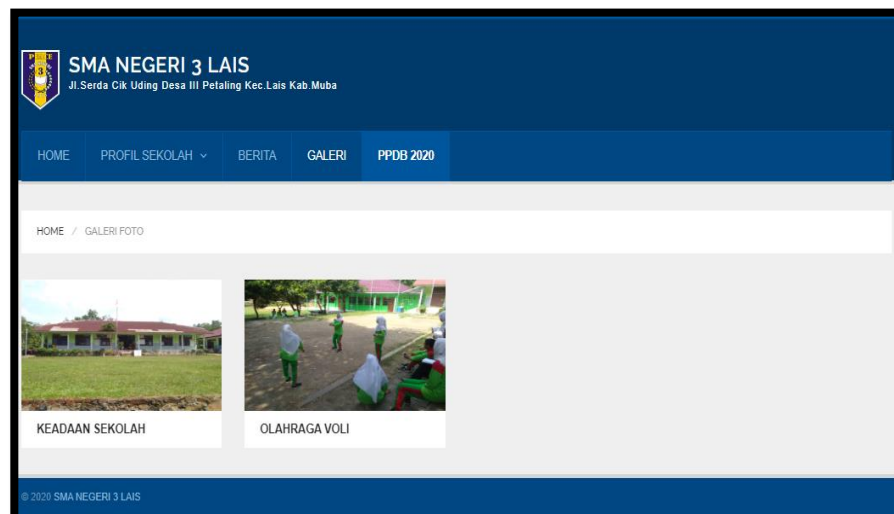 SMA NEGERI 3 LAIS
Jl.Serda Cik Uding Desa III Petaling Kec.Lais Kab.Muba
HOME PROFIL SEKOLAH BERITA GALERI PPDB 2020
HOME / GALERI FOTO
KEADAAN SEKOLAH OLAHRAGA VOLI
© 2020 SMA NEGERI 3 LAIS